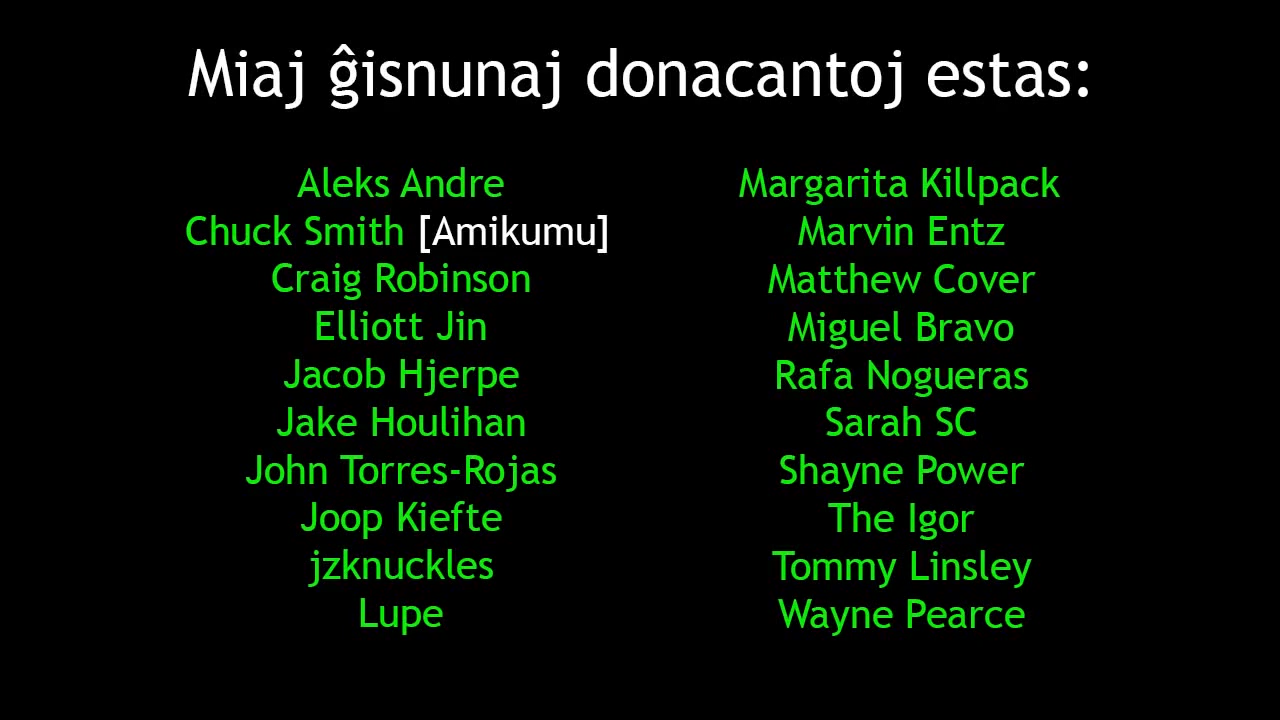 Miaj ĝisnunaj donacantoj estas:
Aleks Andre
Chuck Smith [Amikumu]
Craig Robinson
Elliott Jin
Jacob Hjerpe
Jake Houlihan
John Torres-Rojas
Joop Kiefte
jzknuckles
Lupe
Margarita Killpack
Marvin Entz
Matthew Cover
Miguel Bravo
Rafa Nogueras
Sarah SC
Shayne Power
The Igor
Tommy Linsley
Wayne Pearce